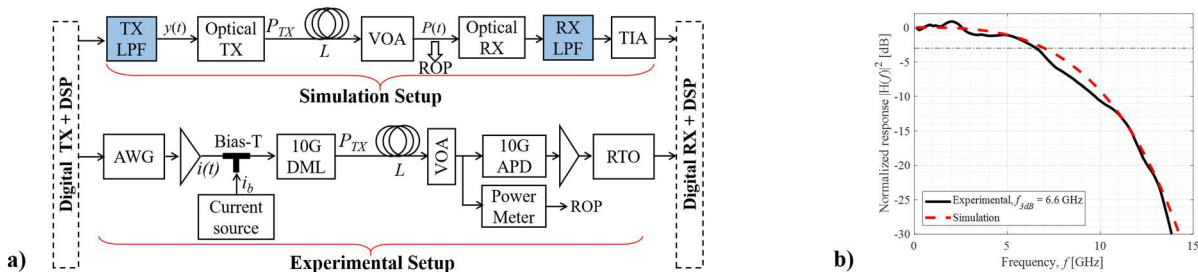 a)
Digital TX + DSP
TX
LPF
y(t)
Optical
TX
P_TX
L
VOA
P(t)
ROP
Optical
RX
RX
LPF
TIA
Simulation Setup
AWG
i(t)
Bias-T
i_b
Current
source
10G
DML
P_TX
L
VOA
10G
APD
Power
Meter
ROP
RTO
Experimental Setup
Digital RX + DSP
b)
Normalized response |H(f)|² [dB]
0
-5
-10
-15
-20
-25
-30
Experimental, f_3dB = 6.6 GHz
Simulation
0 5 10 15
Frequency, f [GHz]